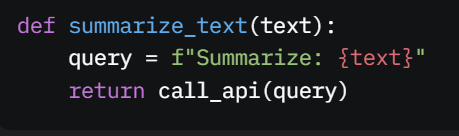 def summarize_text(text):
    query = f"Summarize: {text}"
    return call_api(query)